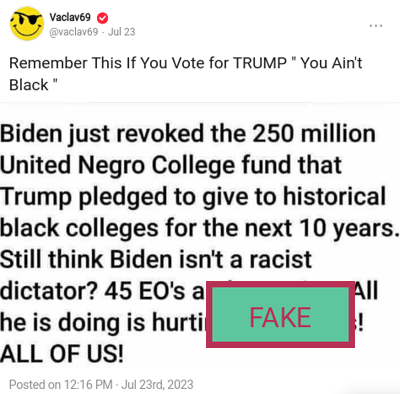 Vaclav69
@vaclav69 · Jul 23
Remember This If You Vote for TRUMP " You Ain't
Black "
Biden just revoked the 250 million
United Negro College fund that
Trump pledged to give to historical
black colleges for the next 10 years.
Still think Biden isn't a racist
dictator? 45 EO's All
he is doing is !
FAKE
ALL OF US!
Posted on 12:16 PM · Jul 23rd, 2023